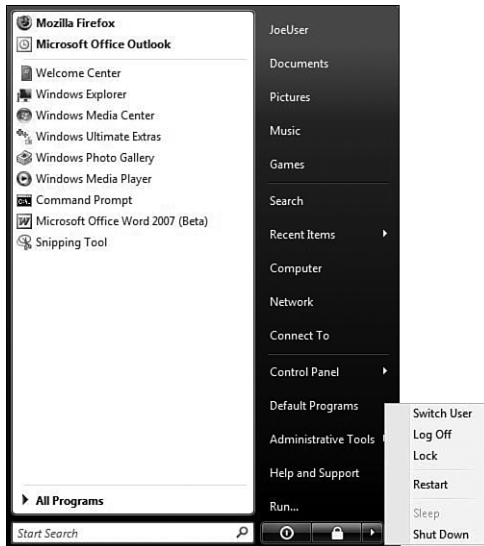 Mozilla Firefox
Microsoft Office Outlook
Welcome Center
Windows Explorer
Windows Media Center
Windows Ultimate Extras
Windows Photo Gallery
Windows Media Player
Command Prompt
Microsoft Office Word 2007 (Beta)
Snipping Tool
All Programs
Start Search
JoeUser
Documents
Pictures
Music
Games
Search
Recent Items
Computer
Network
Connect To
Control Panel
Default Programs
Administrative Tools
Help and Support
Run...
Switch User
Log Off
Lock
Restart
Sleep
Shut Down